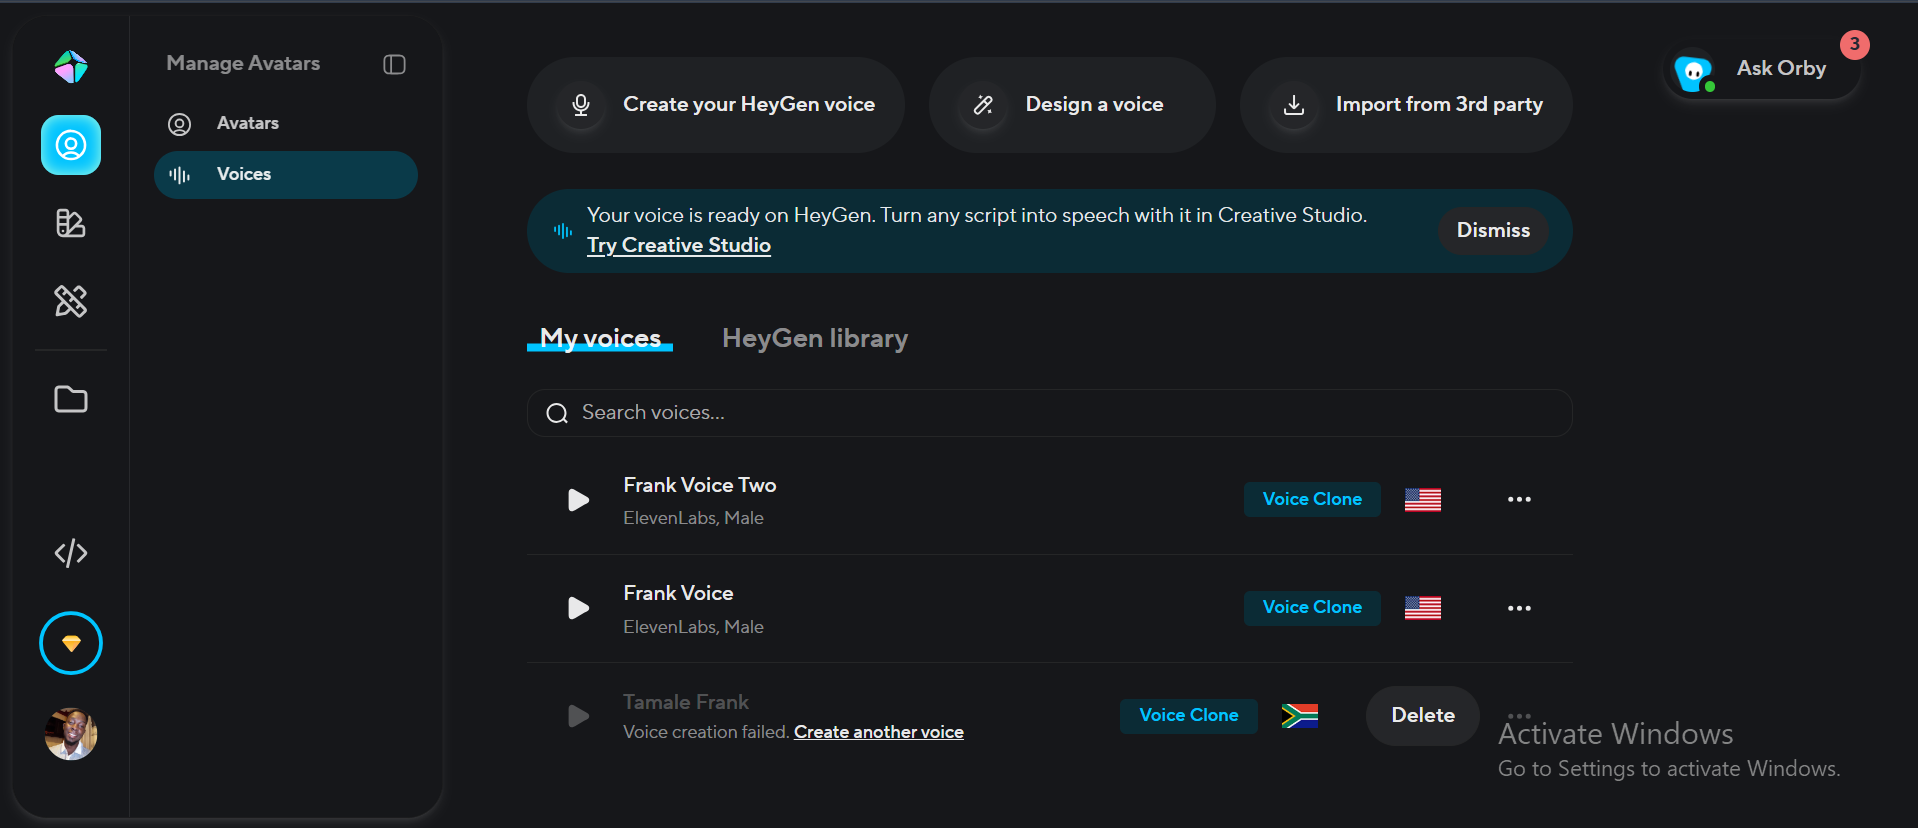 Manage Avatars
Avatars
Voices
Create your HeyGen voice
Design a voice
Import from 3rd party
Ask Orby
3
Your voice is ready on HeyGen. Turn any script into speech with it in Creative Studio.
Try Creative Studio
Dismiss
My voices
HeyGen library
Search voices...
Frank Voice Two
ElevenLabs, Male
Voice Clone
Frank Voice
ElevenLabs, Male
Voice Clone
Tamale Frank
Voice creation failed. Create another voice
Voice Clone
Delete
Activate Windows
Go to Settings to activate Windows.